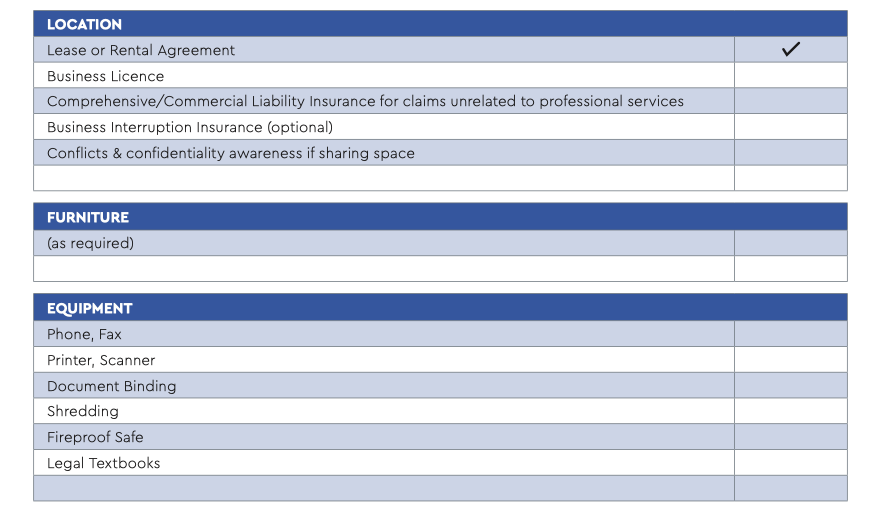 LOCATION
Lease or Rental Agreement ✓
Business Licence
Comprehensive/Commercial Liability Insurance for claims unrelated to professional services
Business Interruption Insurance (optional)
Conflicts & confidentiality awareness if sharing space
FURNITURE
(as required)
EQUIPMENT
Phone, Fax
Printer, Scanner
Document Binding
Shredding
Fireproof Safe
Legal Textbooks